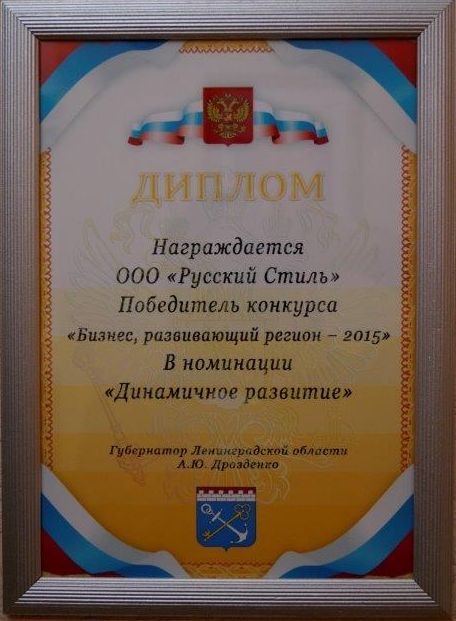 ДИПЛОМ
Награждается
ООО «Русский Стиль»
Победитель конкурса
«Бизнес, развивающий регион – 2015»
В номинации
«Динамичное развитие»
Губернатор Ленинградской области
А.Ю. Дрозденко